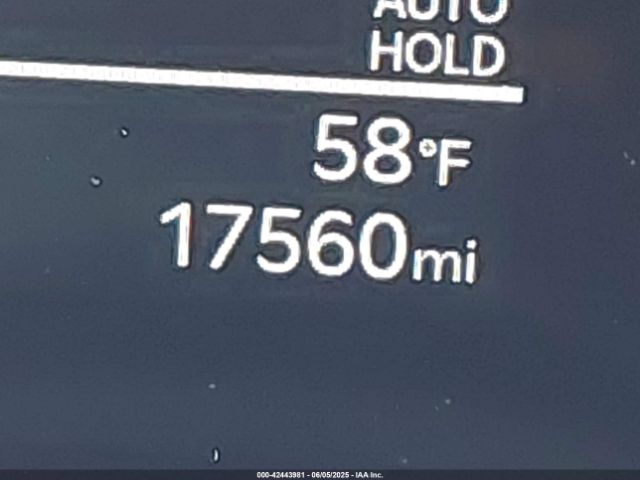 AUTO
HOLD
58°F
17560mi
000-42443981 - 06/05/2025 - IAA Inc.